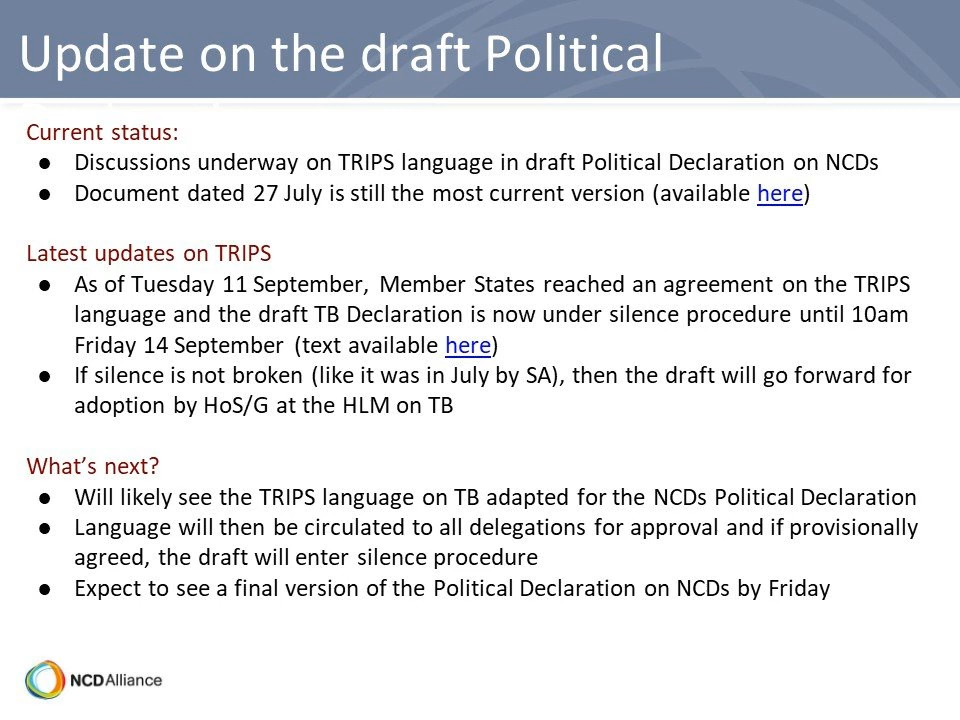 Update on the draft Political
Current status:
● Discussions underway on TRIPS language in draft Political Declaration on NCDs
● Document dated 27 July is still the most current version (available here)
Latest updates on TRIPS
● As of Tuesday 11 September, Member States reached an agreement on the TRIPS
language and the draft TB Declaration is now under silence procedure until 10am
Friday 14 September (text available here)
● If silence is not broken (like it was in July by SA), then the draft will go forward for
adoption by HoS/G at the HLM on TB
What’s next?
● Will likely see the TRIPS language on TB adapted for the NCDs Political Declaration
● Language will then be circulated to all delegations for approval and if provisionally
agreed, the draft will enter silence procedure
● Expect to see a final version of the Political Declaration on NCDs by Friday
NCDAlliance